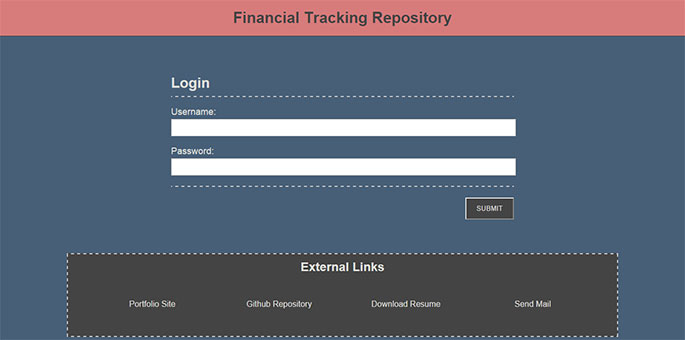 Financial Tracking Repository
Login
Username:
Password:
SUBMIT
External Links
Portfolio Site Github Repository Download Resume Send Mail